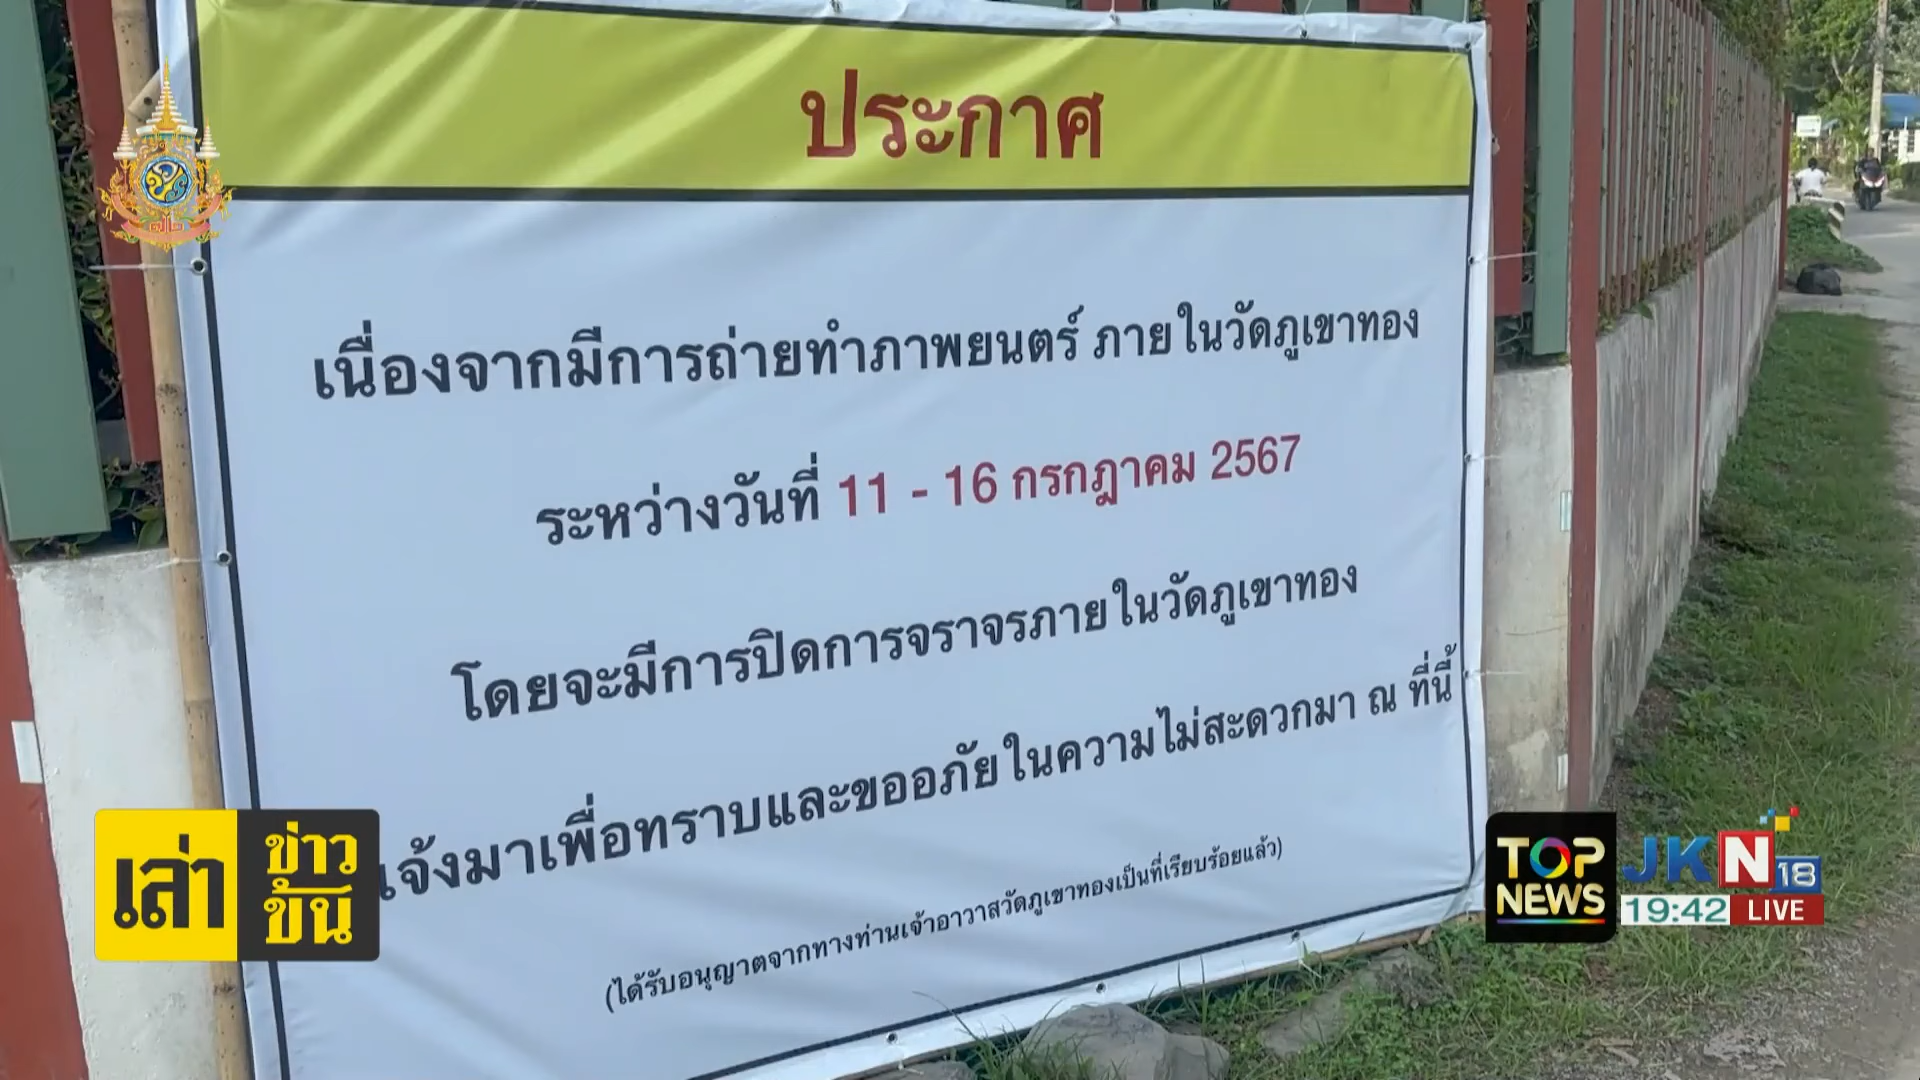 ประกาศ
เนื่องจากมีการถ่ายทำภาพยนตร์ ภายในวัดภูเขาทอง
ระหว่างวันที่ 11 - 16 กรกฎาคม 2567
โดยจะมีการปิดการจราจรภายในวัดภูเขาทอง
แจ้งมาเพื่อทราบและขออภัยในความไม่สะดวกมา ณ ที่นี้
(ได้รับอนุญาตจากทางท่านเจ้าอาวาสวัดภูเขาทองเป็นที่เรียบร้อยแล้ว)
เล่า
ข่าว
ข้น
TOP
NEWS
JKN18
19:42 LIVE